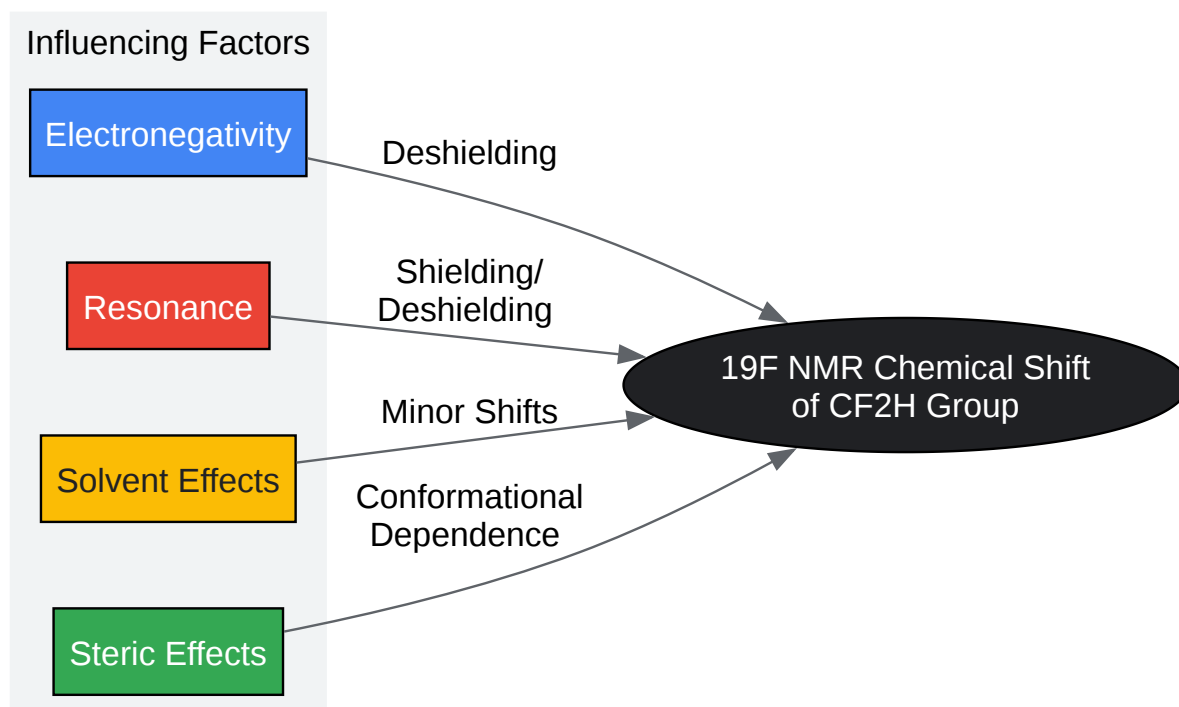 Influencing Factors
Electronegativity
Deshielding
Resonance
Shielding/
Deshielding
19F NMR Chemical Shift
of CF2H Group
Solvent Effects
Minor Shifts
Steric Effects
Conformational
Dependence